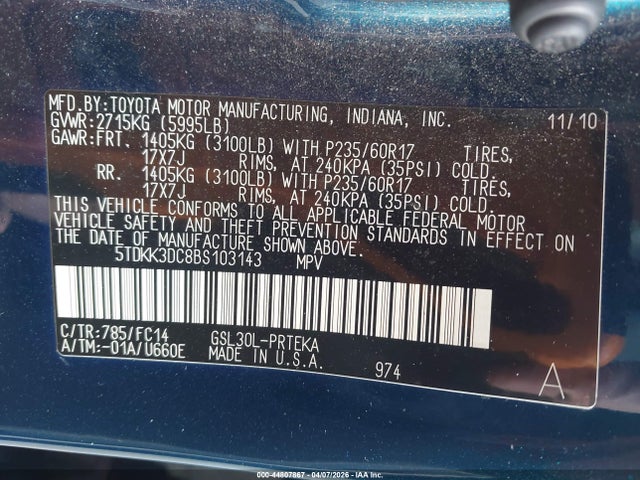 MFD.BY:TOYOTA MOTOR MANUFACTURING, INDIANA, INC. 11/10
GVWR:2715KG (5995LB)
GAWR:FRT. 1405KG (3100LB) WITH P235/60R17 TIRES,
17X7J RIMS, AT 240KPA (35PSI) COLD.
RR. 1405KG (3100LB) WITH P235/60R17 TIRES,
17X7J RIMS, AT 240KPA (35PSI) COLD.
THIS VEHICLE CONFORMS TO ALL APPLICABLE FEDERAL MOTOR
VEHICLE SAFETY AND THEFT PREVENTION STANDARDS IN EFFECT ON
THE DATE OF MANUFACTURE SHOWN ABOVE.
5TDKK3DC8BS103143 MPV
C/TR:785/FC14 GSL30L-PRTEKA
A/TM:-01A/U660E MADE IN U.S.A. 974 A
000-44807867 - 04/07/2026 - IAA Inc.